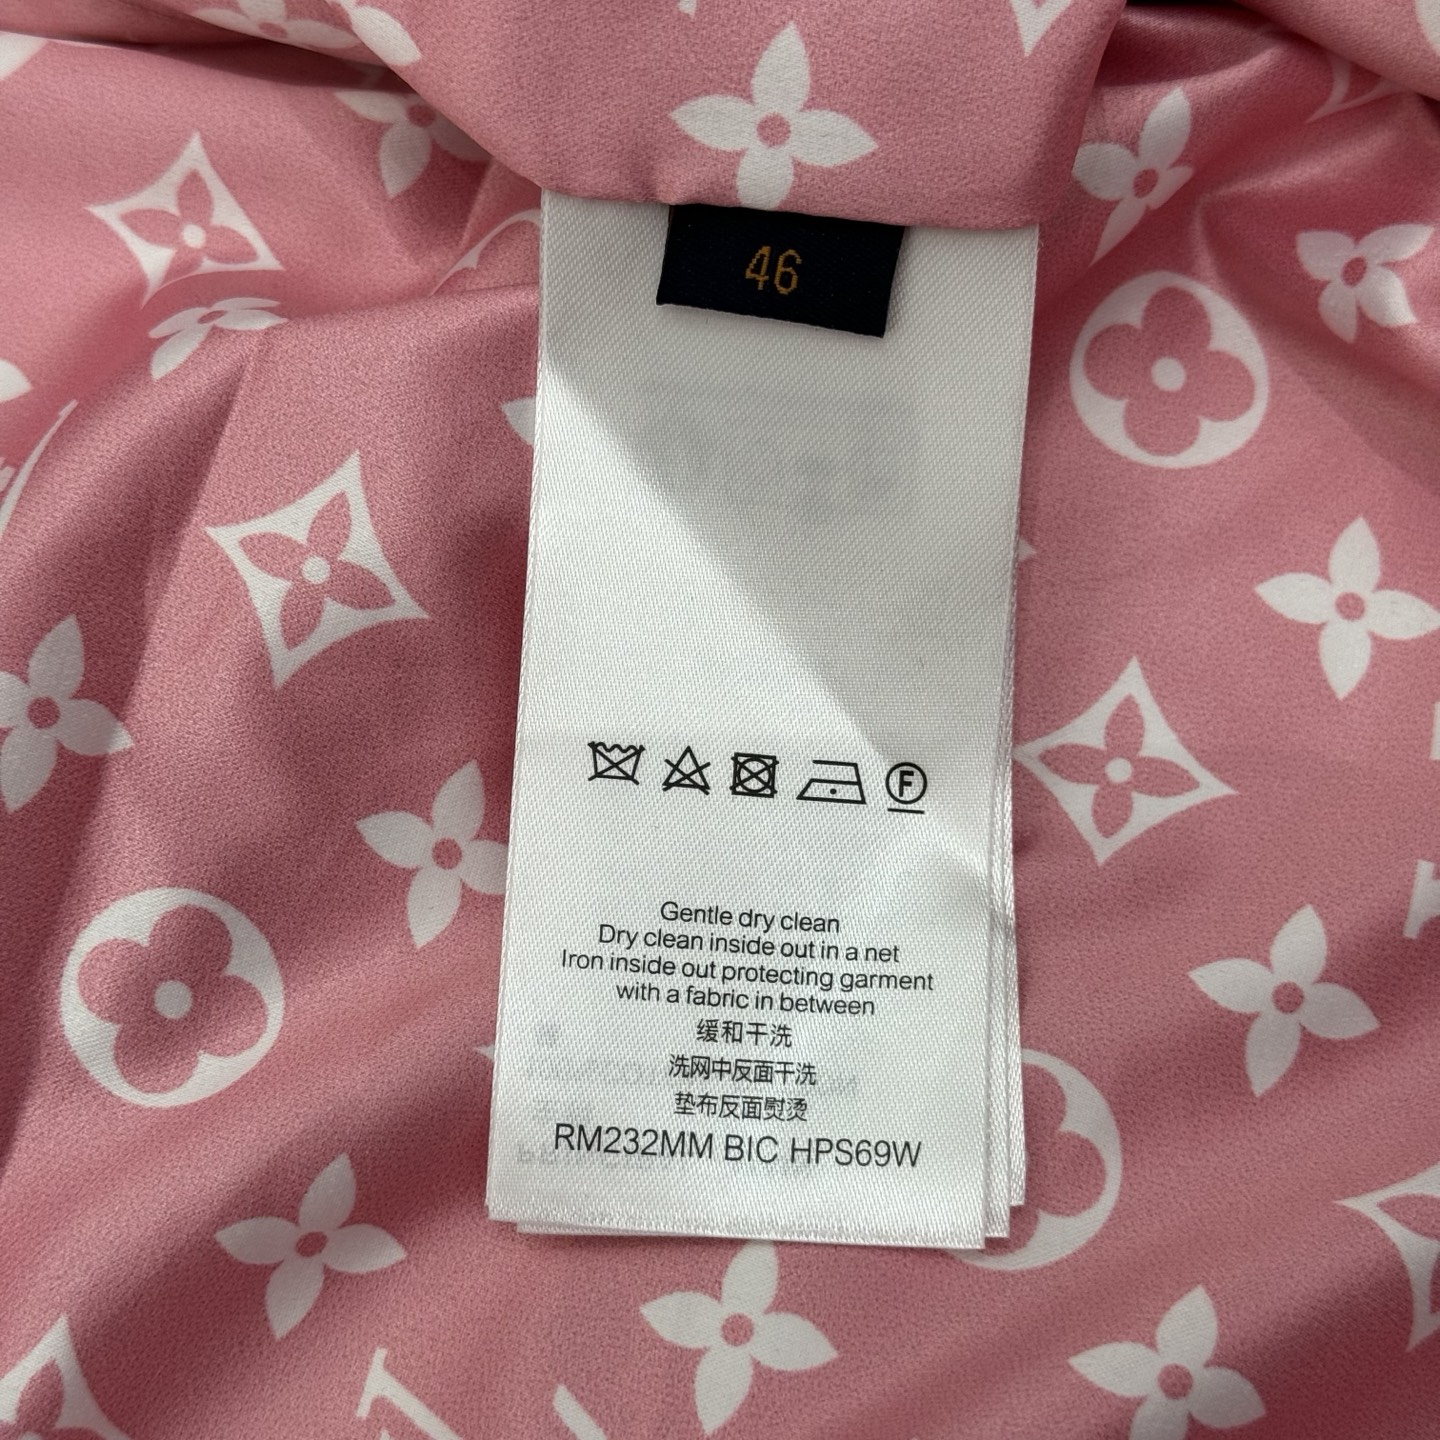 46
F
Gentle dry clean
Dry clean inside out in a net
Iron inside out protecting garment
with a fabric in between
缓和干洗
洗网中反面干洗
垫布反面熨烫
RM232MM BIC HPS69W